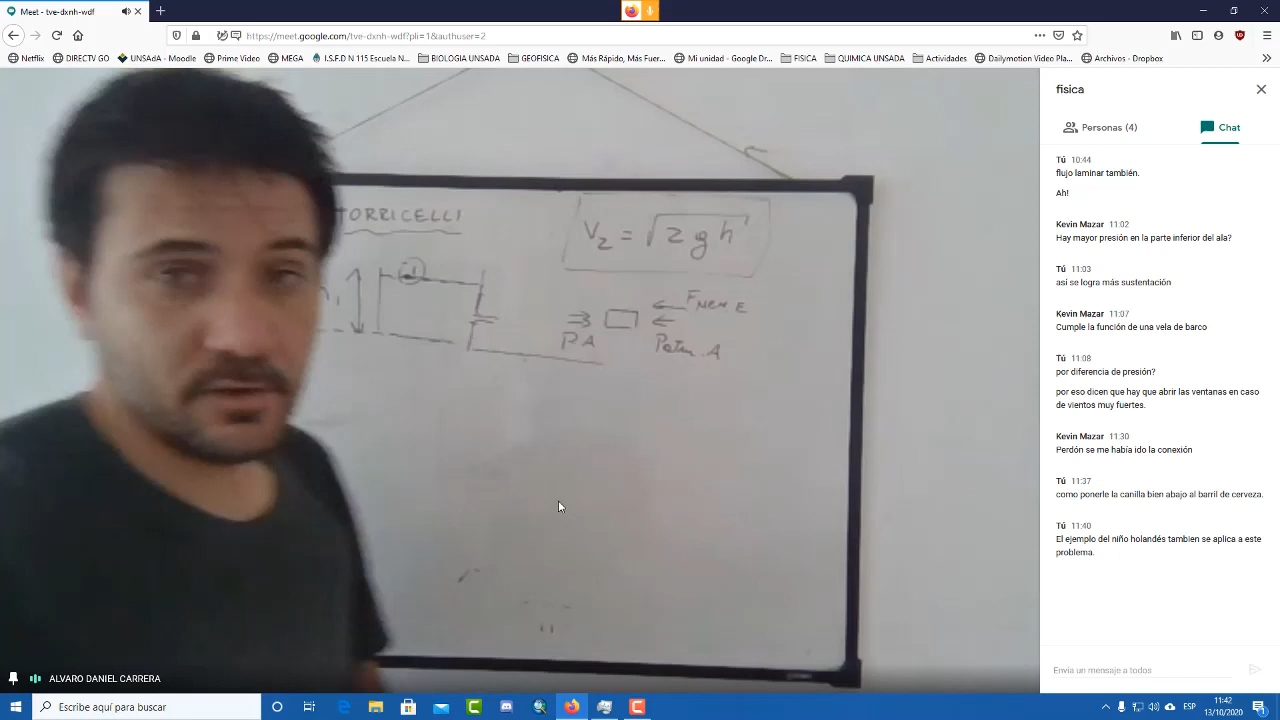 Meet - tve-dxnh-wdf
https://meet.google.com/tve-dxnh-wdf?pli=1&authuser=2
Netflix
DIRECTV GO
UNSAdA - Moodle
Prime Video
MEGA
I.S.F.D N 115 Escuela N...
BIOLOGIA UNSADA
GEOFISICA
Más Rápido, Más Fuer...
Mi unidad - Google Dr...
FISICA
QUIMICA UNSADA
Actividades
Dailymotion Video Pla...
Archivos - Dropbox
TORRICELLI
V₂ = √2gh
1
F NEN E
PA
Patm A
ALVARO DANIEL CARRERA
fisica
Personas (4)
Chat
Tú 10:44
flujo laminar también.
Ah!
Kevin Mazar 11:02
Hay mayor presión en la parte inferior del ala?
Tú 11:03
asi se logra más sustentación
Kevin Mazar 11:07
Cumple la función de una vela de barco
Tú 11:08
por diferencia de presión?
por eso dicen que hay que abrir las ventanas en caso
de vientos muy fuertes.
Kevin Mazar 11:30
Perdón se me había ido la conexión
Tú 11:37
como ponerle la canilla bien abajo al barril de cerveza.
Tú 11:40
El ejemplo del niño holandés tambien se aplica a este
problema.
Envía un mensaje a todos
Escribe aquí para buscar
ESP
11:42
13/10/2020